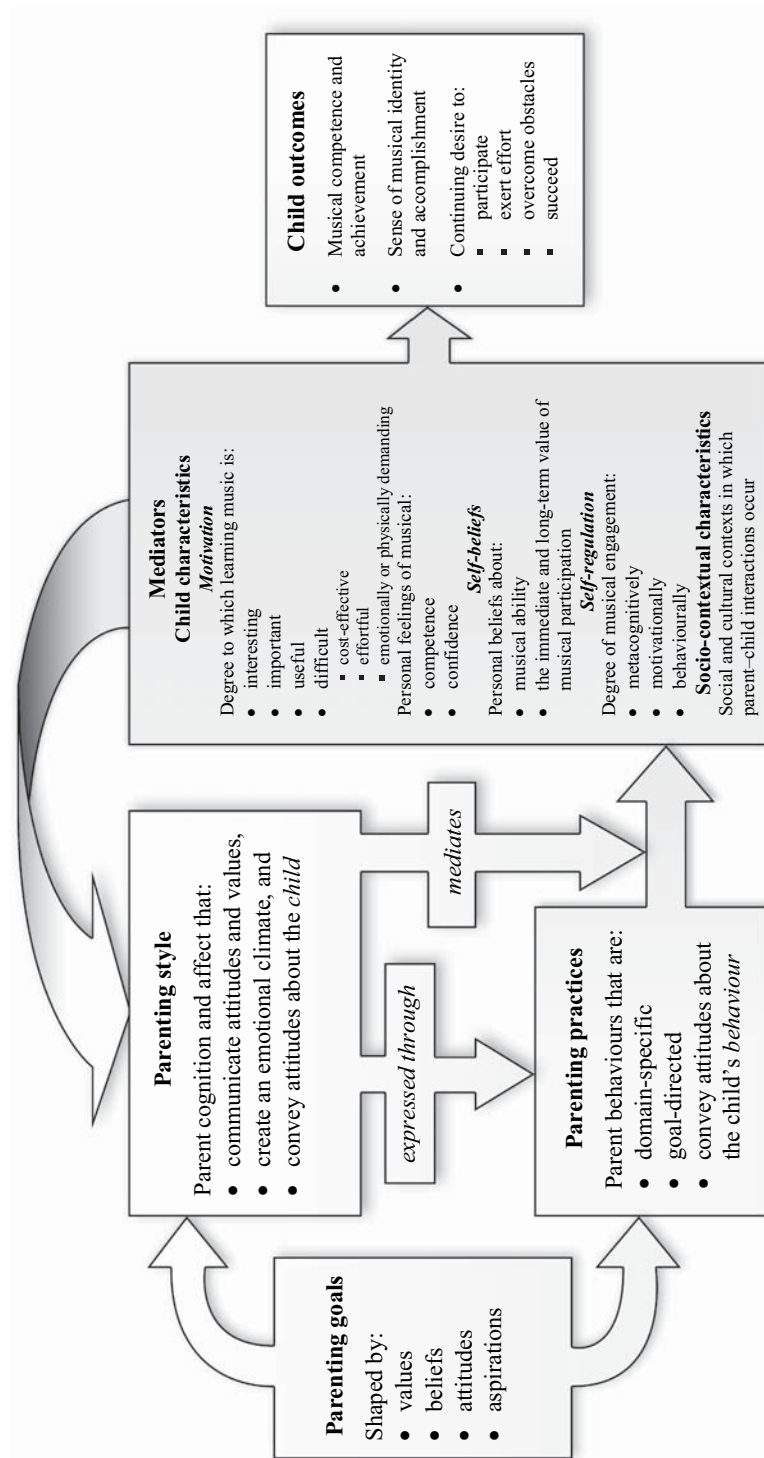 Parenting goals
Shaped by:
• values
• beliefs
• attitudes
• aspirations
Parenting style
Parent cognition and affect that:
• communicate attitudes and values,
• create an emotional climate, and
• convey attitudes about the child
expressed through
mediates
Parenting practices
Parent behaviours that are:
• domain-specific
• goal-directed
• convey attitudes about
the child’s behaviour
Mediators
Child characteristics
Motivation
Degree to which learning music is:
• interesting
• important
• useful
• difficult
▪ cost-effective
▪ effortful
▪ emotionally or physically demanding
Personal feelings of musical:
• competence
• confidence
Self-beliefs
Personal beliefs about:
• musical ability
• the immediate and long-term value of
musical participation
Self-regulation
Degree of musical engagement:
• metacognitively
• motivationally
• behaviourally
Socio-contextual characteristics
Social and cultural contexts in which
parent–child interactions occur
Child outcomes
• Musical competence and
achievement
• Sense of musical identity
and accomplishment
• Continuing desire to:
▪ participate
▪ exert effort
▪ overcome obstacles
▪ succeed